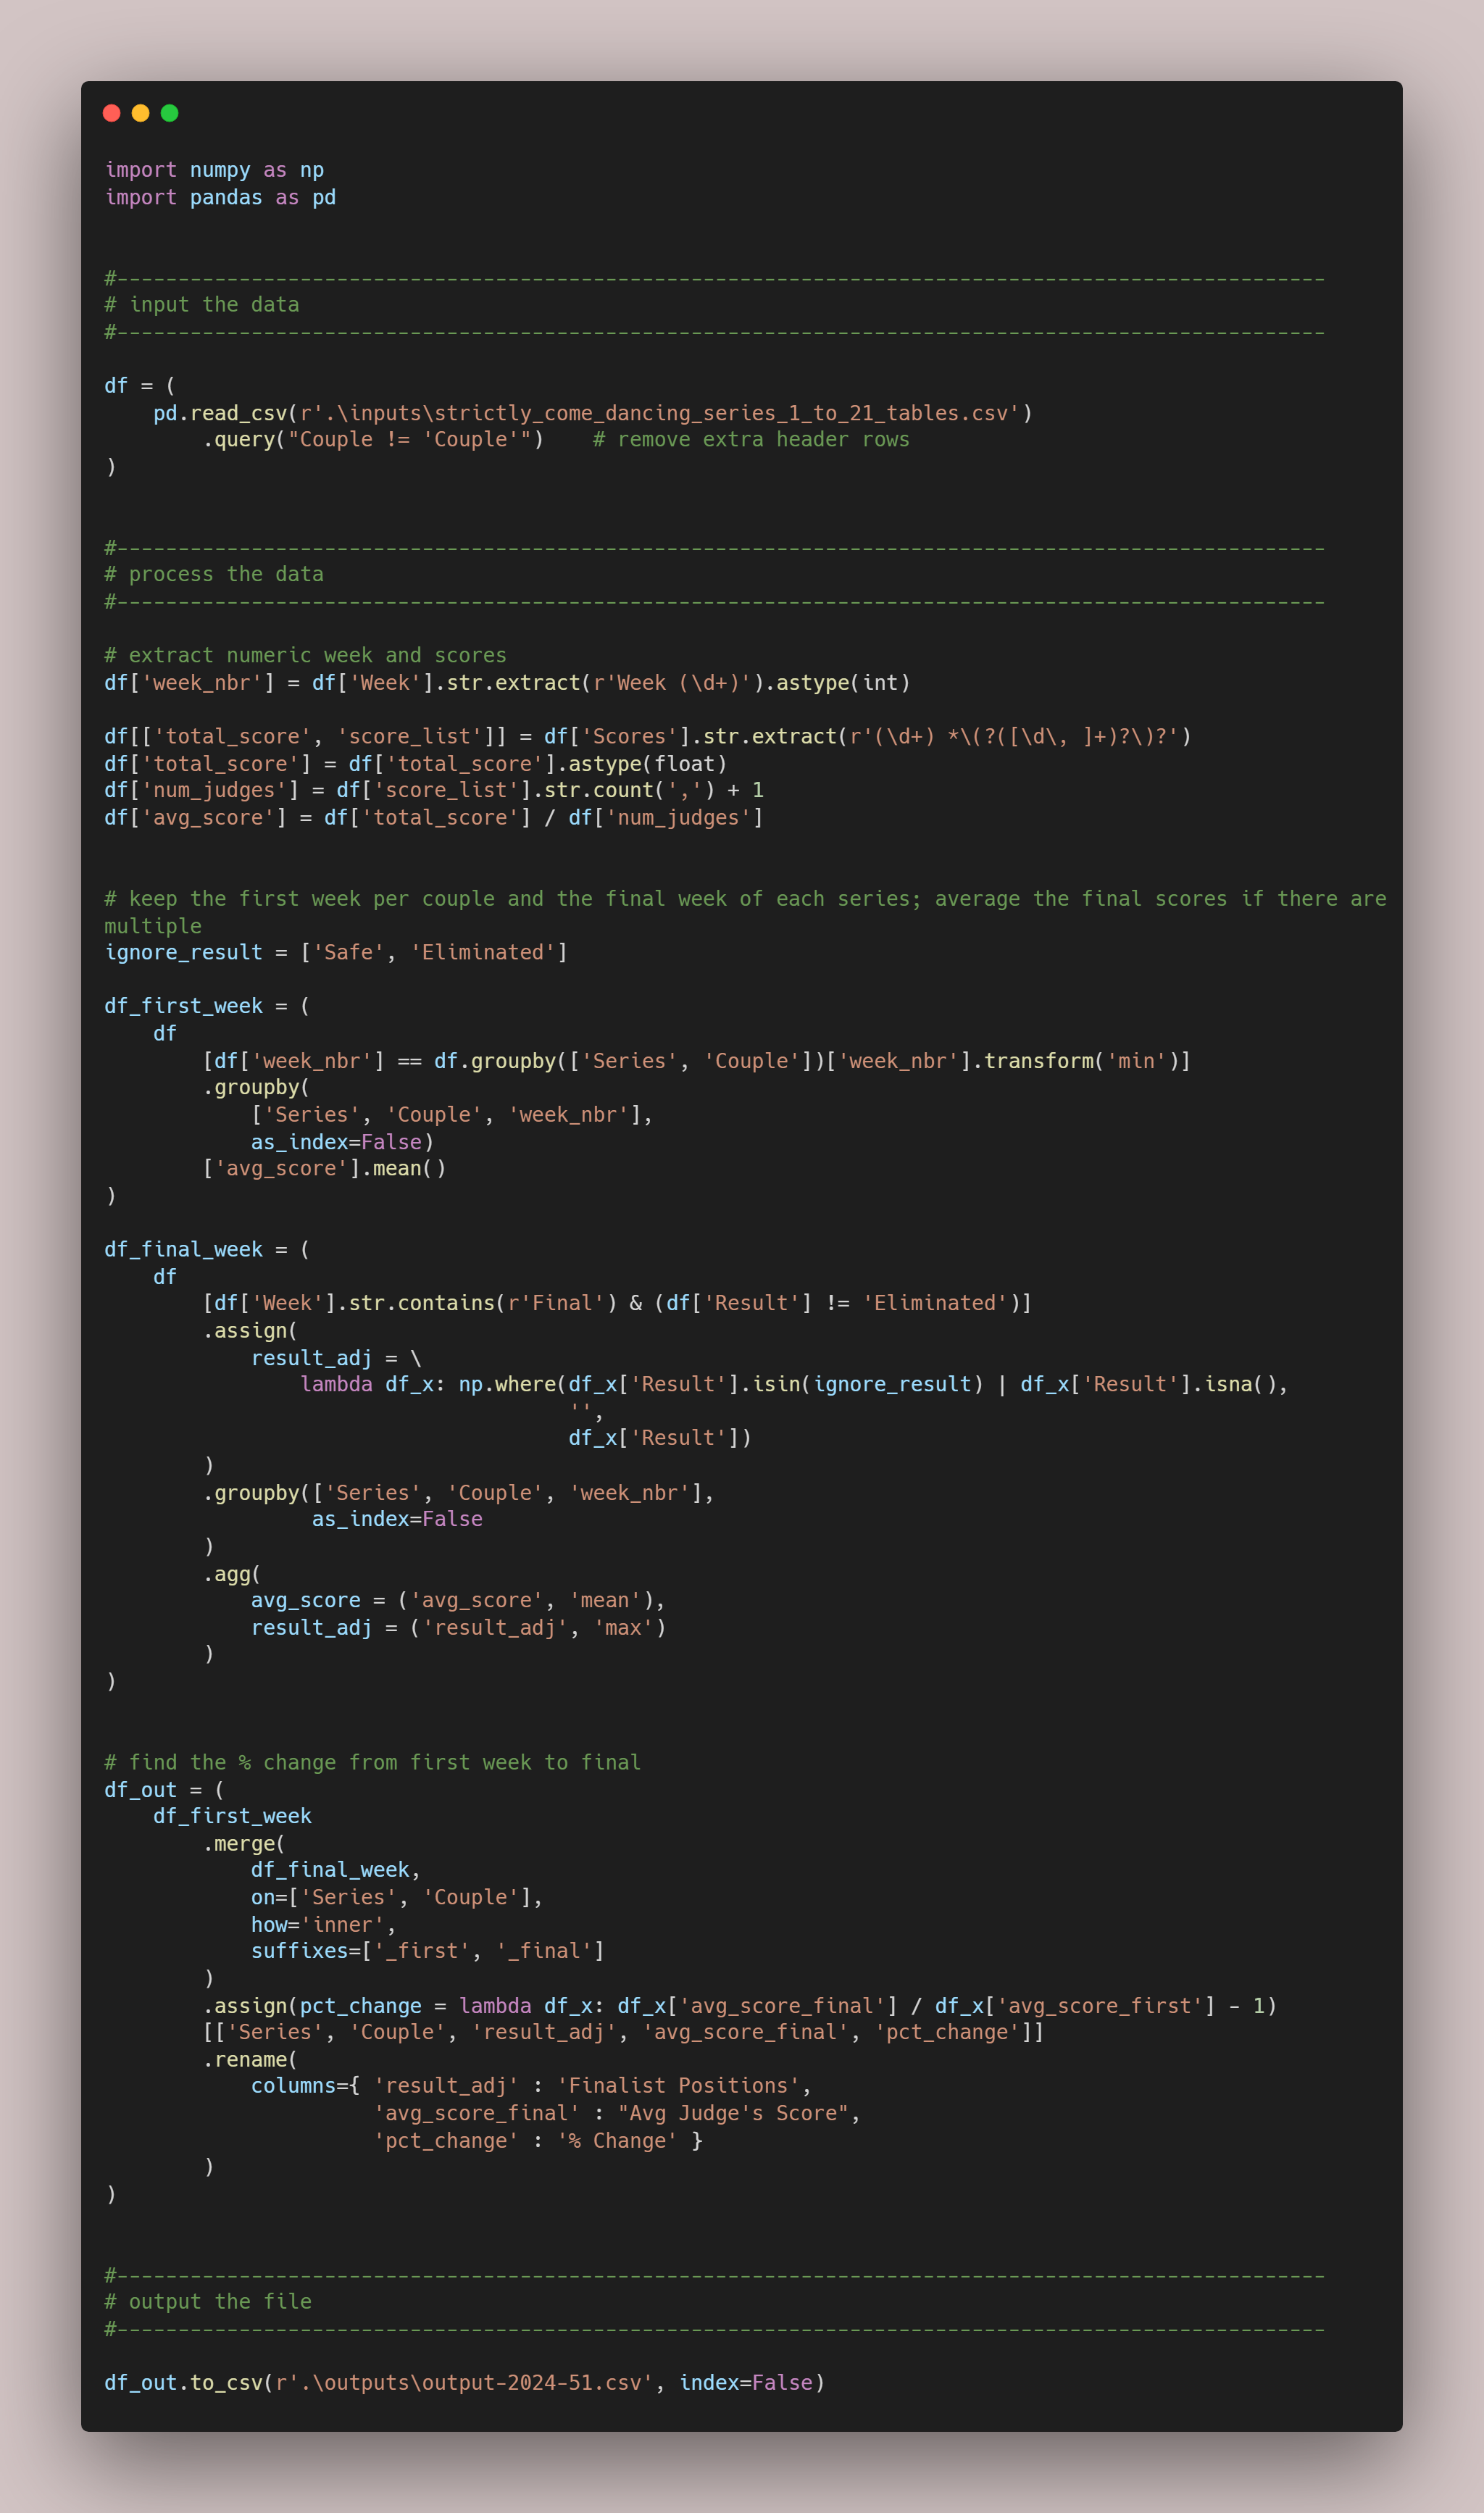 import numpy as np
import pandas as pd
#---------------------------------------------------------------------------------------------------
# input the data
#---------------------------------------------------------------------------------------------------
df = (
    pd.read_csv(r'.\inputs\strictly_come_dancing_series_1_to_21_tables.csv')
        .query("Couple != 'Couple'")    # remove extra header rows
)
#---------------------------------------------------------------------------------------------------
# process the data
#---------------------------------------------------------------------------------------------------
# extract numeric week and scores
df['week_nbr'] = df['Week'].str.extract(r'Week (\d+)').astype(int)
df[['total_score', 'score_list']] = df['Scores'].str.extract(r'(\d+) *\(?([\d\, ]+)?\)?')
df['total_score'] = df['total_score'].astype(float)
df['num_judges'] = df['score_list'].str.count(',') + 1
df['avg_score'] = df['total_score'] / df['num_judges']
# keep the first week per couple and the final week of each series; average the final scores if there are
multiple
ignore_result = ['Safe', 'Eliminated']
df_first_week = (
    df
        [df['week_nbr'] == df.groupby(['Series', 'Couple'])['week_nbr'].transform('min')]
        .groupby(
            ['Series', 'Couple', 'week_nbr'],
            as_index=False)
        ['avg_score'].mean()
)
df_final_week = (
    df
        [df['Week'].str.contains(r'Final') & (df['Result'] != 'Eliminated')]
        .assign(
            result_adj = \
                lambda df_x: np.where(df_x['Result'].isin(ignore_result) | df_x['Result'].isna(),
                                      '',
                                      df_x['Result'])
        )
        .groupby(['Series', 'Couple', 'week_nbr'],
                 as_index=False
        )
        .agg(
            avg_score = ('avg_score', 'mean'),
            result_adj = ('result_adj', 'max')
        )
)
# find the % change from first week to final
df_out = (
    df_first_week
        .merge(
            df_final_week,
            on=['Series', 'Couple'],
            how='inner',
            suffixes=['_first', '_final']
        )
        .assign(pct_change = lambda df_x: df_x['avg_score_final'] / df_x['avg_score_first'] - 1)
        [['Series', 'Couple', 'result_adj', 'avg_score_final', 'pct_change']]
        .rename(
            columns={ 'result_adj' : 'Finalist Positions',
                      'avg_score_final' : "Avg Judge's Score",
                      'pct_change' : '% Change' }
        )
)
#---------------------------------------------------------------------------------------------------
# output the file
#---------------------------------------------------------------------------------------------------
df_out.to_csv(r'.\outputs\output-2024-51.csv', index=False)